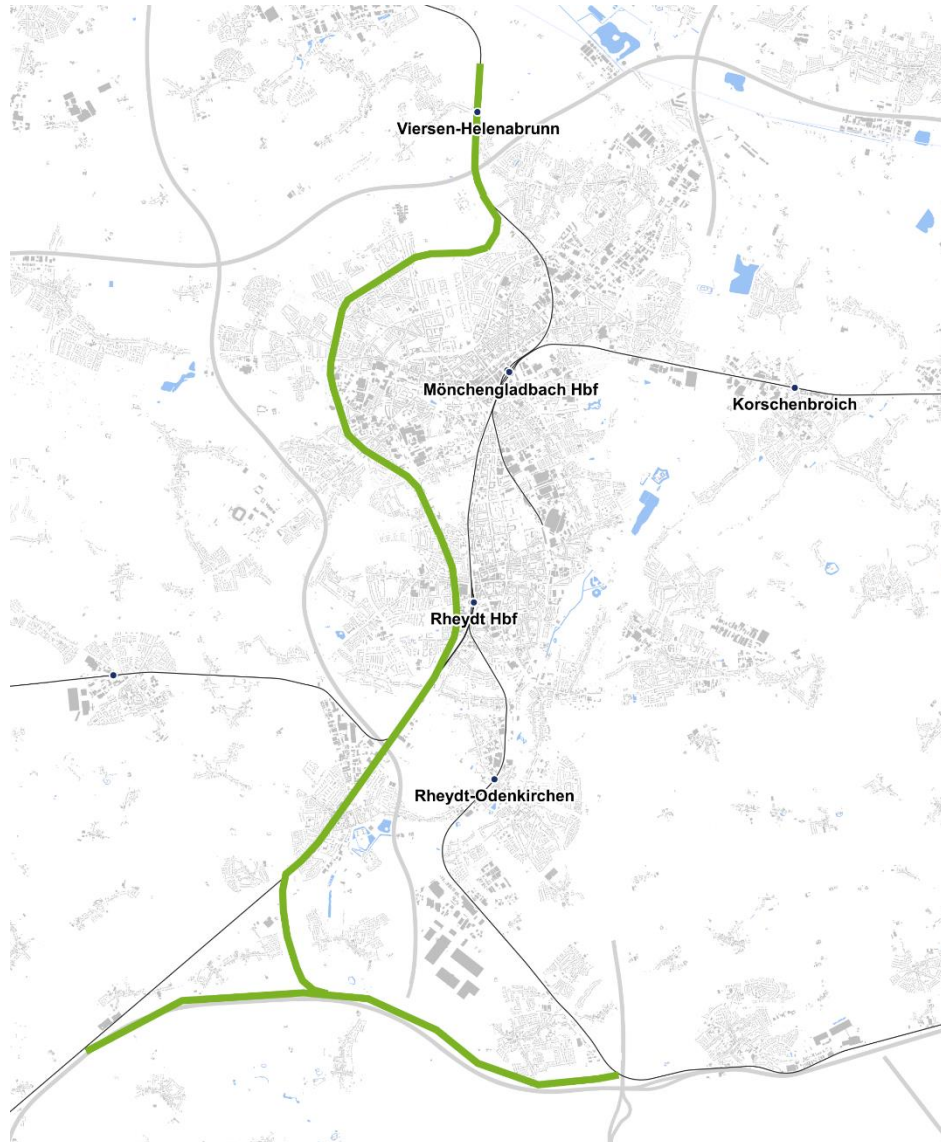 Viersen-Helenabrunn
Mönchengladbach Hbf
Korschenbroich
Rheydt Hbf
Rheydt-Odenkirchen